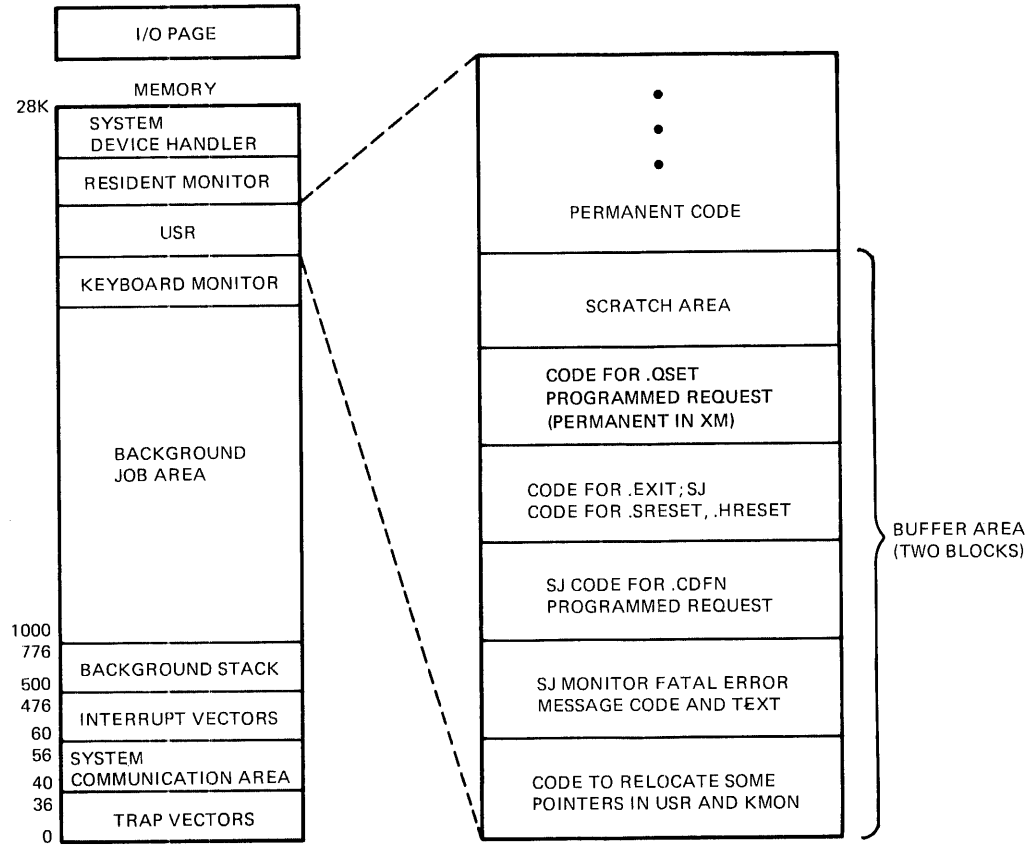 I/O PAGE
MEMORY
28K
SYSTEM
DEVICE HANDLER
RESIDENT MONITOR
USR
KEYBOARD MONITOR
BACKGROUND
JOB AREA
1000
776
BACKGROUND STACK
500
476
INTERRUPT VECTORS
60
56
SYSTEM
COMMUNICATION AREA
40
36
TRAP VECTORS
0
PERMANENT CODE
SCRATCH AREA
CODE FOR .QSET
PROGRAMMED REQUEST
(PERMANENT IN XM)
CODE FOR .EXIT; SJ
CODE FOR .SRESET, .HRESET
SJ CODE FOR .CDFN
PROGRAMMED REQUEST
SJ MONITOR FATAL ERROR
MESSAGE CODE AND TEXT
CODE TO RELOCATE SOME
POINTERS IN USR AND KMON
BUFFER AREA
(TWO BLOCKS)